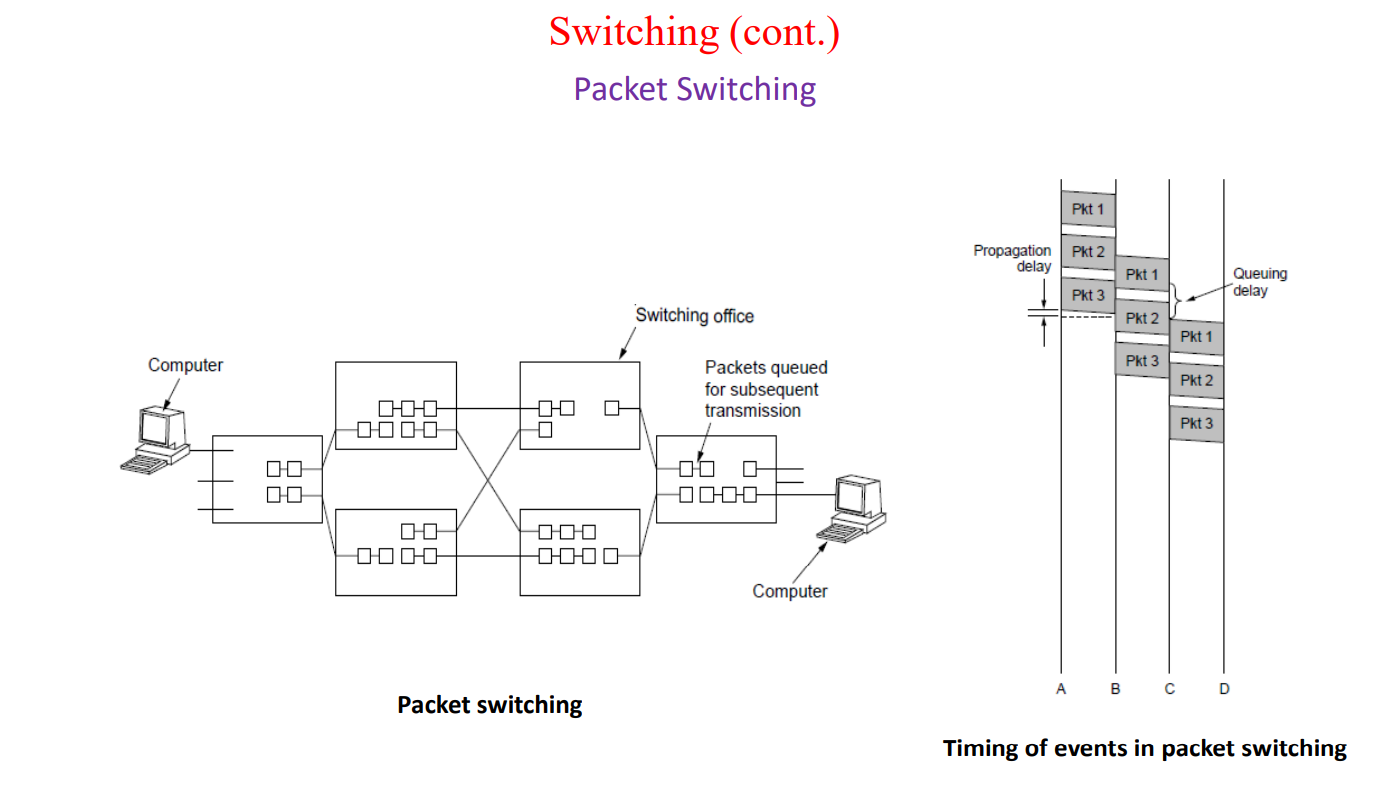 Switching (cont.)
Packet Switching
Switching office
Computer
Packets queued
for subsequent
transmission
Computer
Packet switching
Pkt 1
Propagation
delay
Pkt 2
Pkt 1
Queuing
delay
Pkt 3
Pkt 2
Pkt 1
Pkt 3
Pkt 2
Pkt 3
A
B
C
D
Timing of events in packet switching